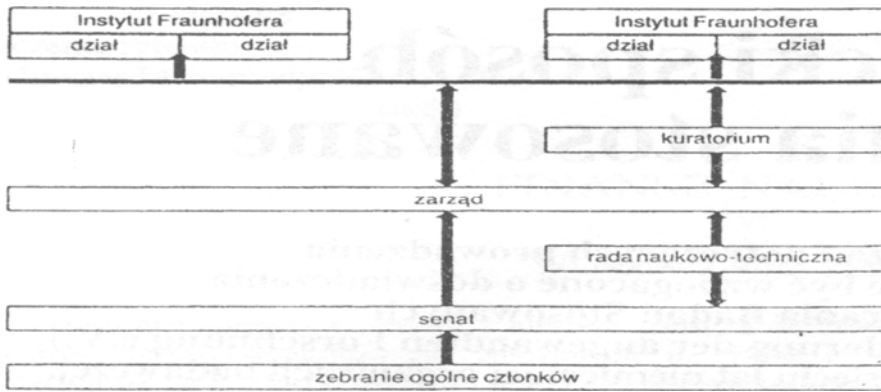 Instytut Fraunhofera
Instytut Fraunhofera
dział dział
dział dział
kuratorium
zarząd
rada naukowo-techniczna
senat
zebranie ogólne członków